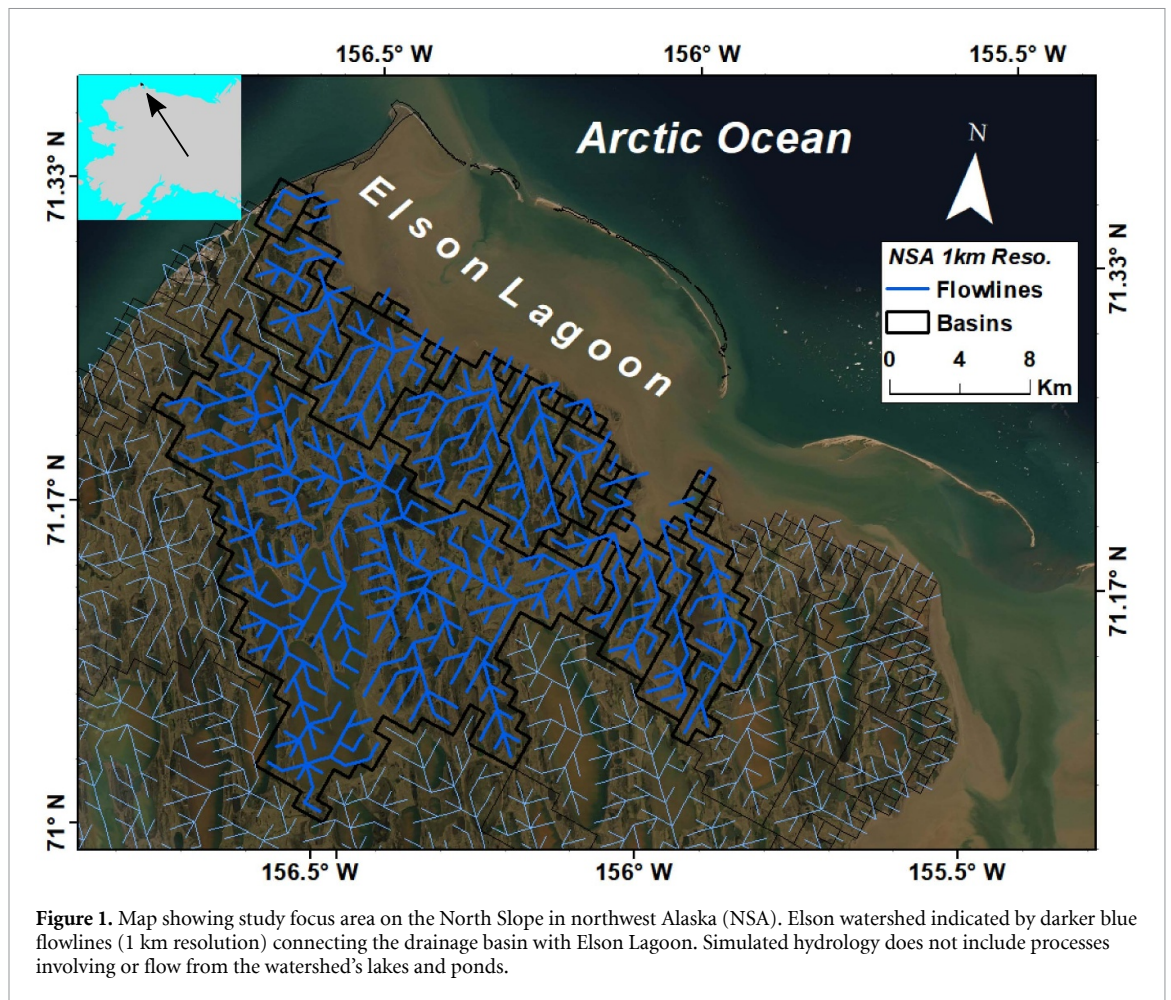 156.5° W 156° W 155.5° W
Arctic Ocean
N
71.33° N
Elson Lagoon
71.33° N
NSA 1km Reso.
Flowlines
Basins
0 4 8
Km
71.17° N
71.17° N
71° N
156.5° W 156° W 155.5° W
Figure 1. Map showing study focus area on the North Slope in northwest Alaska (NSA). Elson watershed indicated by darker blue
flowlines (1 km resolution) connecting the drainage basin with Elson Lagoon. Simulated hydrology does not include processes
involving or flow from the watershed's lakes and ponds.